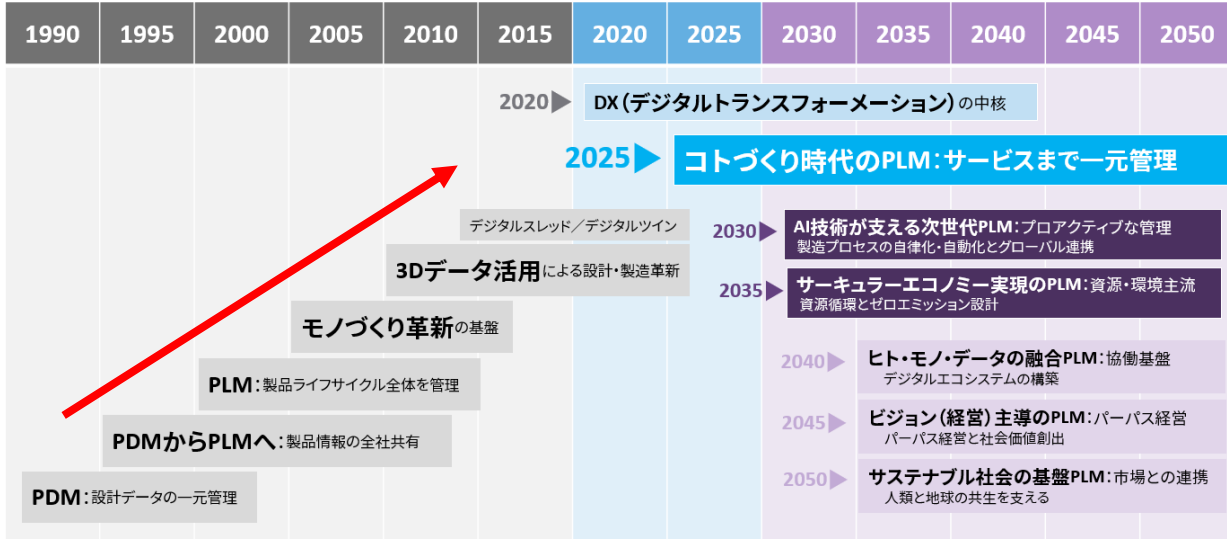 1990 1995 2000 2005 2010 2015 2020 2025 2030 2035 2040 2045 2050
2020 DX（デジタルトランスフォーメーション）の中核
2025 コトづくり時代のPLM：サービスまで一元管理
デジタルスレッド／デジタルツイン
3Dデータ活用による設計・製造革新
モノづくり革新の基盤
PLM：製品ライフサイクル全体を管理
PDMからPLMへ：製品情報の全社共有
PDM：設計データの一元管理
2030 AI技術が支える次世代PLM：プロアクティブな管理
製造プロセスの自律化・自動化とグローバル連携
2035 サーキュラーエコノミー実現のPLM：資源・環境主流
資源循環とゼロエミッション設計
2040 ヒト・モノ・データの融合PLM：協働基盤
デジタルエコシステムの構築
2045 ビジョン（経営）主導のPLM：パーパス経営
パーパス経営と社会価値創出
2050 サステナブル社会の基盤PLM：市場との連携
人類と地球の共生を支える